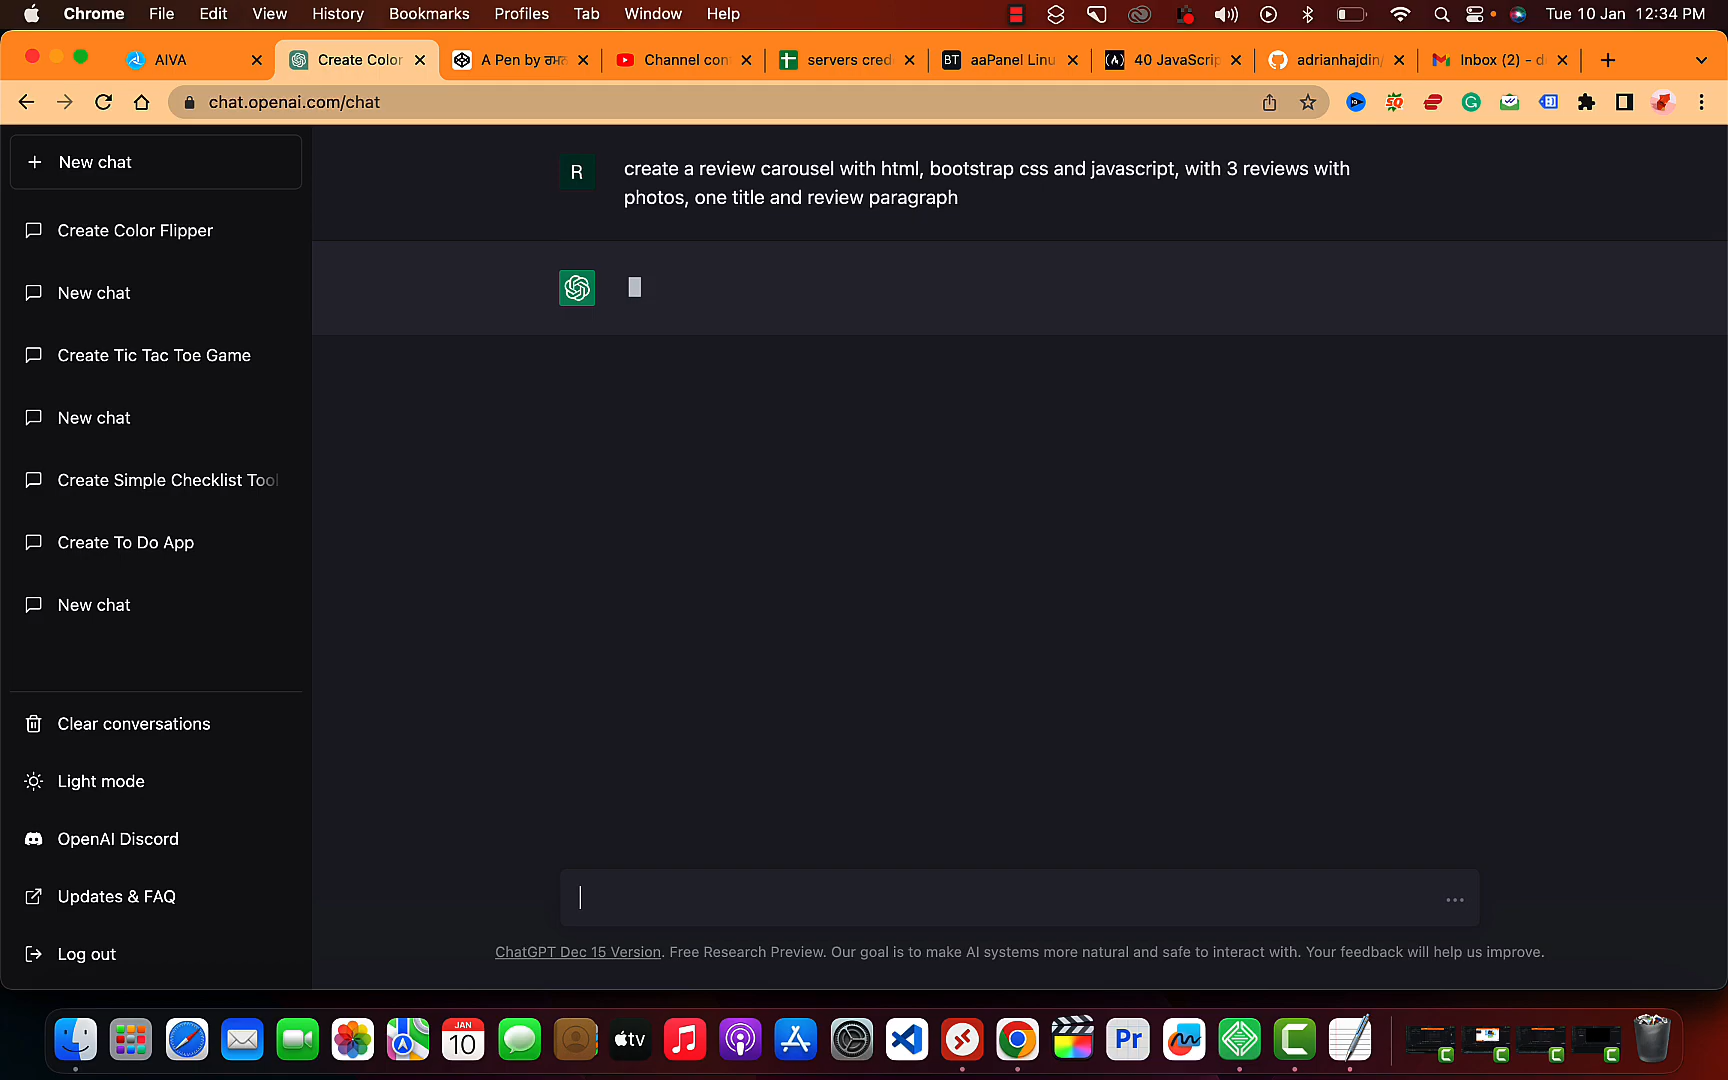 Chrome File Edit View History Bookmarks Profiles Tab Window Help Tue 10 Jan 12:34 PM
AIVA Create Color A Pen by Channel con servers cred BT aaPanel Linu (A) 40 JavaScrip adrianhajdin/ Inbox (2) - d
chat.openai.com/chat
New chat
Create Color Flipper
New chat
Create Tic Tac Toe Game
New chat
Create Simple Checklist Tool
Create To Do App
New chat
Clear conversations
Light mode
OpenAI Discord
Updates & FAQ
Log out
R
create a review carousel with html, bootstrap css and javascript, with 3 reviews with
photos, one title and review paragraph
ChatGPT Dec 15 Version. Free Research Preview. Our goal is to make AI systems more natural and safe to interact with. Your feedback will help us improve.
JAN
10
tv
Pr